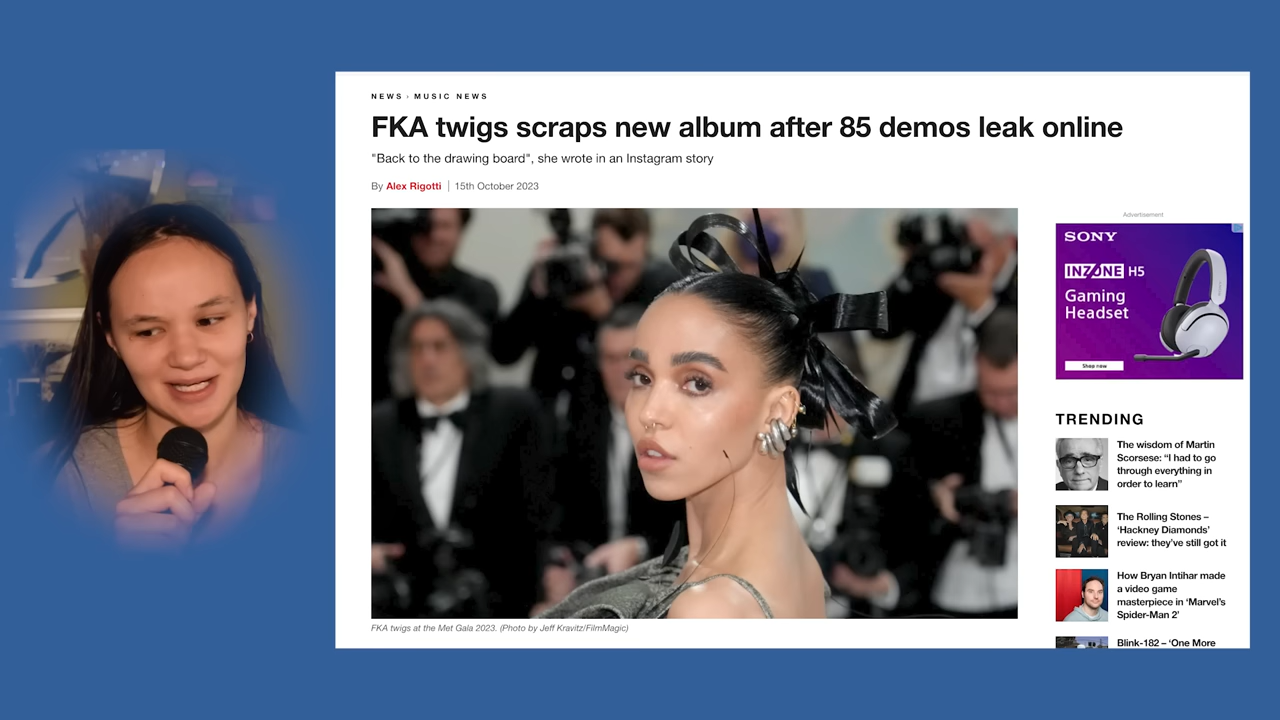 NEWS › MUSIC NEWS
FKA twigs scraps new album after 85 demos leak online
"Back to the drawing board", she wrote in an Instagram story
By Alex Rigotti | 15th October 2023
FKA twigs at the Met Gala 2023. (Photo by Jeff Kravitz/FilmMagic)
Advertisement
SONY
INZONE H5
Gaming
Headset
Shop now
TRENDING
The wisdom of Martin
Scorsese: “I had to go
through everything in
order to learn”
The Rolling Stones –
‘Hackney Diamonds’
review: they’ve still got it
How Bryan Intihar made
a video game
masterpiece in ‘Marvel’s
Spider-Man 2’
Blink-182 – ‘One More